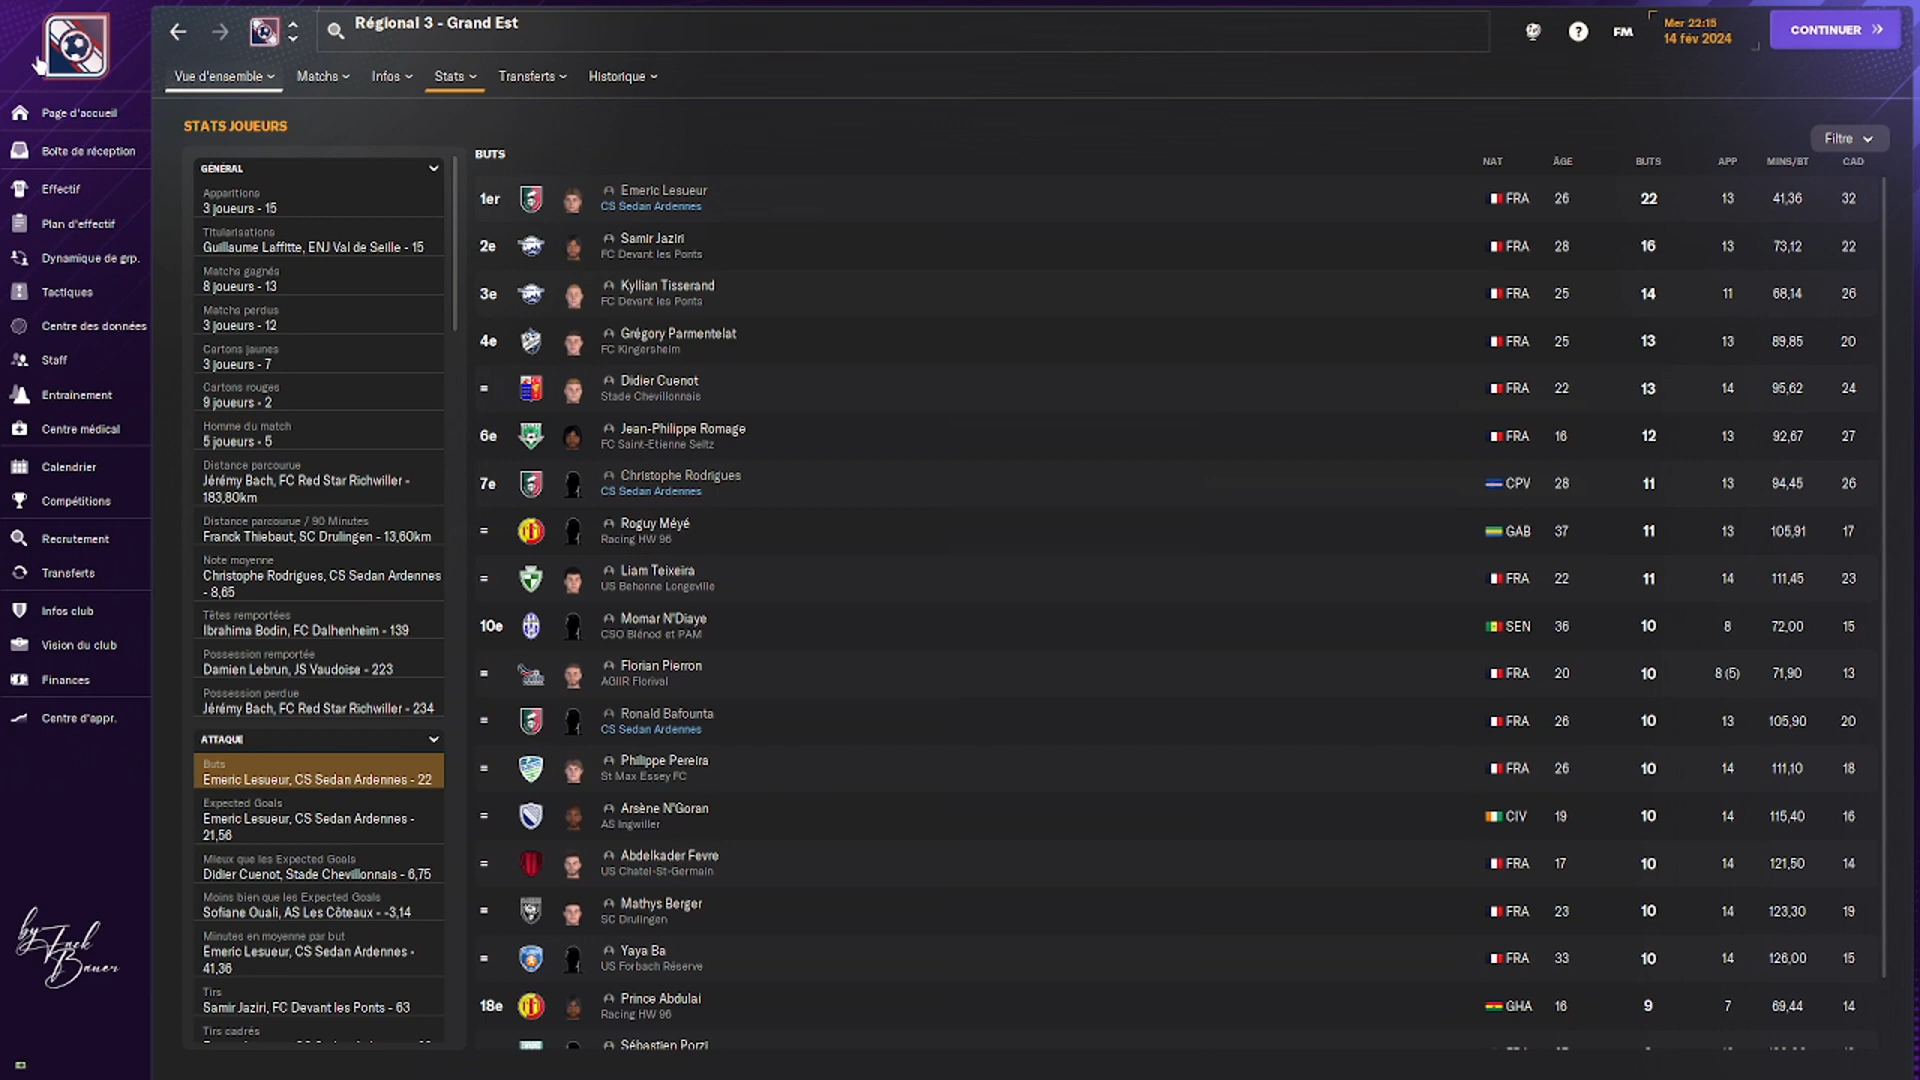 Régional 3 - Grand Est
FM
Mer 22:15
14 fév 2024
CONTINUER
Vue d'ensemble
Matchs
Infos
Stats
Transferts
Historique
Page d'accueil
Boîte de réception
Effectif
Plan d'effectif
Dynamique de grp.
Tactiques
Centre des données
Staff
Entraînement
Centre médical
Calendrier
Compétitions
Recrutement
Transferts
Infos club
Vision du club
Finances
Centre d'appr.
by Jack Bauer
STATS JOUEURS
GÉNÉRAL
Apparitions
3 joueurs - 15
Titularisations
Guillaume Laffitte, ENJ Val de Seille - 15
Matchs gagnés
8 joueurs - 13
Matchs perdus
3 joueurs - 12
Cartons jaunes
3 joueurs - 7
Cartons rouges
9 joueurs - 2
Homme du match
5 joueurs - 5
Distance parcourue
Jérémy Bach, FC Red Star Richwiller -
183,80km
Distance parcourue / 90 Minutes
Franck Thiebaut, SC Drulingen - 13,60km
Note moyenne
Christophe Rodrigues, CS Sedan Ardennes
- 8,65
Têtes remportées
Ibrahima Bodin, FC Dalhenheim - 139
Possession remportée
Damien Lebrun, JS Vaudoise - 223
Possession perdue
Jérémy Bach, FC Red Star Richwiller - 234
ATTAQUE
Buts
Emeric Lesueur, CS Sedan Ardennes - 22
Expected Goals
Emeric Lesueur, CS Sedan Ardennes -
21,56
Mieux que les Expected Goals
Didier Cuenot, Stade Chevillonnais - 6,75
Moins bien que les Expected Goals
Sofiane Ouali, AS Les Côteaux - -3,14
Minutes en moyenne par but
Emeric Lesueur, CS Sedan Ardennes -
41,36
Tirs
Samir Jaziri, FC Devant les Ponts - 63
Tirs cadrés
Filtre
BUTS NAT ÂGE BUTS APP MINS/BT CAD
1er Emeric Lesueur FRA 26 22 13 41,36 32
CS Sedan Ardennes
2e Samir Jaziri FRA 28 16 13 73,12 22
FC Devant les Ponts
3e Kyllian Tisserand FRA 25 14 11 68,14 26
FC Devant les Ponts
4e Grégory Parmentelat FRA 25 13 13 89,85 20
FC Kingersheim
= Didier Cuenot FRA 22 13 14 95,62 24
Stade Chevillonnais
6e Jean-Philippe Romage FRA 16 12 13 92,67 27
FC Saint-Etienne Seltz
7e Christophe Rodrigues CPV 28 11 13 94,45 26
CS Sedan Ardennes
= Roguy Méyé GAB 37 11 13 105,91 17
Racing HW 96
= Liam Teixeira FRA 22 11 14 111,45 23
US Behonne Longeville
10e Momar N'Diaye SEN 36 10 8 72,00 15
CSO Blénod et PAM
= Florian Pierron FRA 20 10 8 (5) 71,90 13
AGIIR Florival
= Ronald Bafounta FRA 26 10 13 105,90 20
CS Sedan Ardennes
= Philippe Pereira FRA 26 10 14 111,10 18
St Max Essey FC
= Arsène N'Goran CIV 19 10 14 115,40 16
AS Ingwiller
= Abdelkader Fevre FRA 17 10 14 121,50 14
US Chatel-St-Germain
= Mathys Berger FRA 23 10 14 123,30 19
SC Drulingen
= Yaya Ba FRA 33 10 14 126,00 15
US Forbach Réserve
18e Prince Abdulai GHA 16 9 7 69,44 14
Racing HW 96
Sébastien Porzi